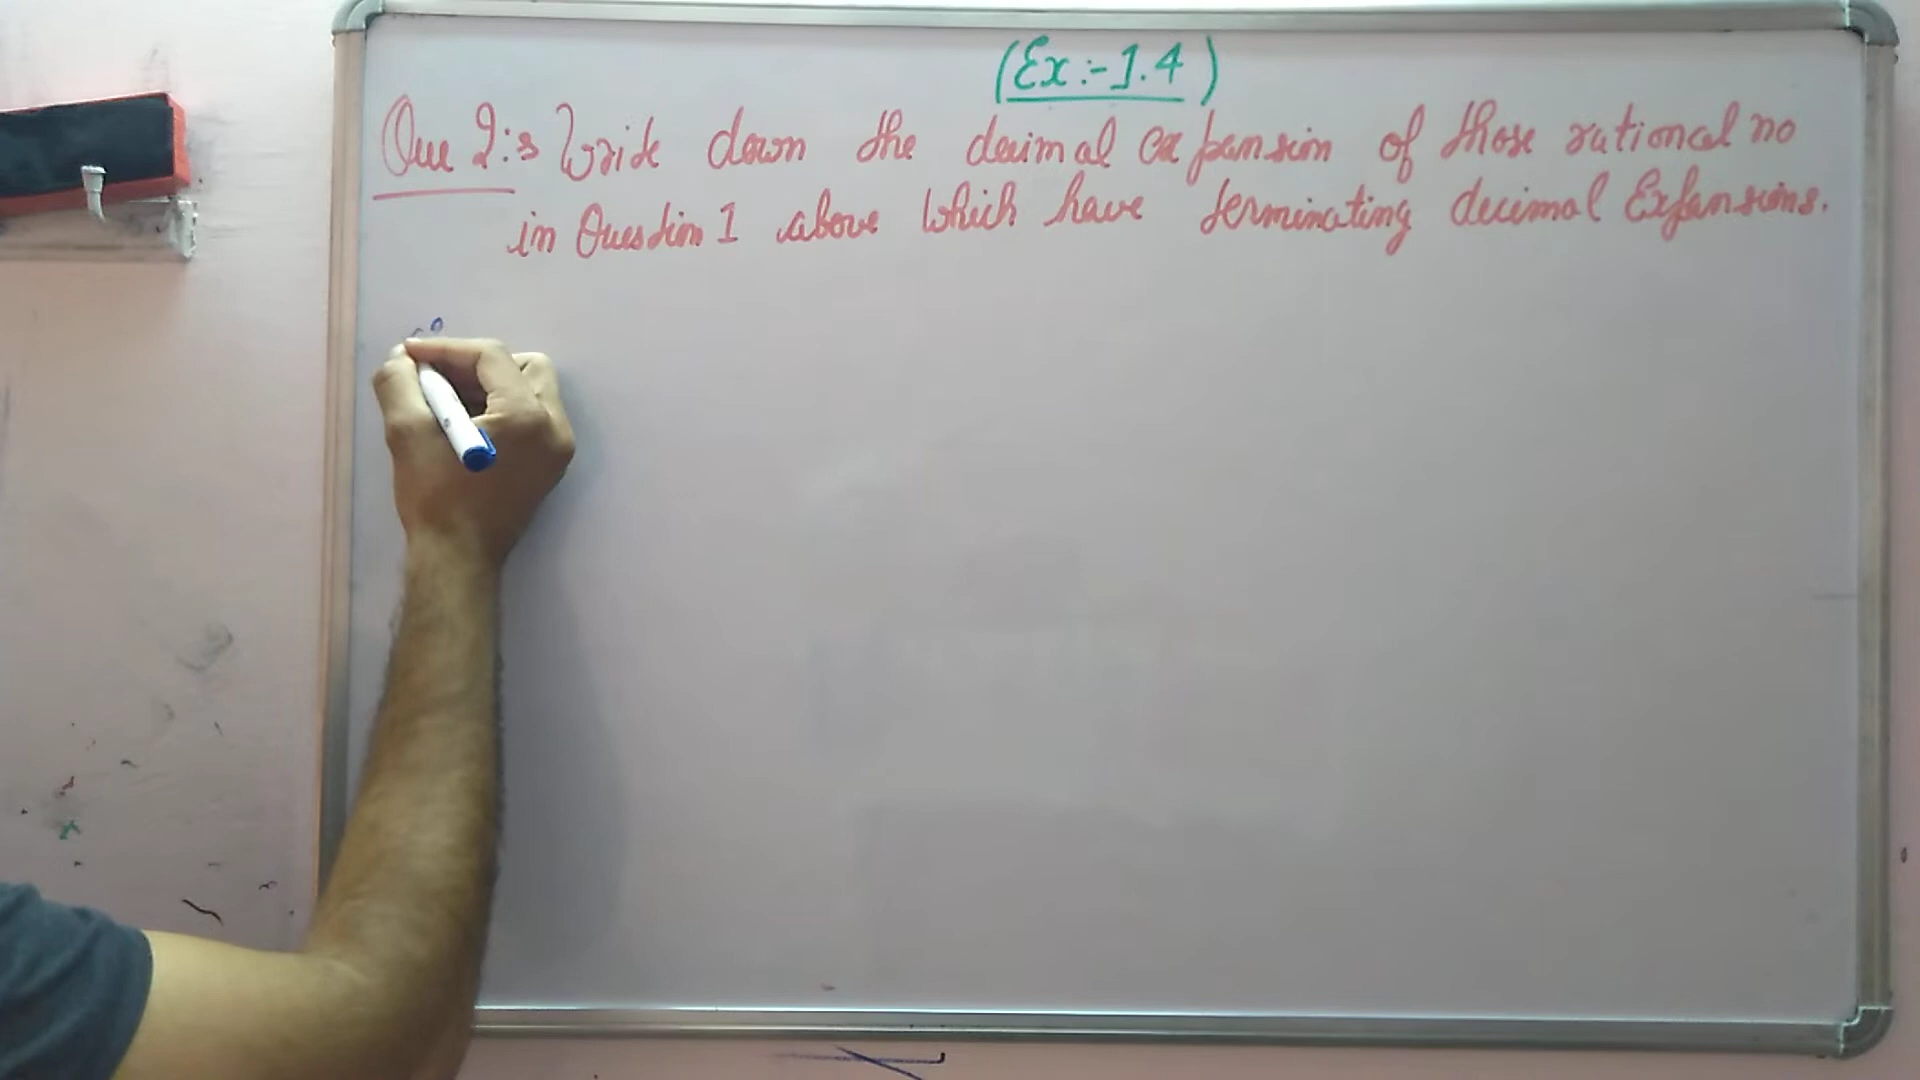 (Ex:-1.4)
Que 2:s Write down the decimal expansion of those rational no
in Question 1 above which have terminating decimal Expansions.